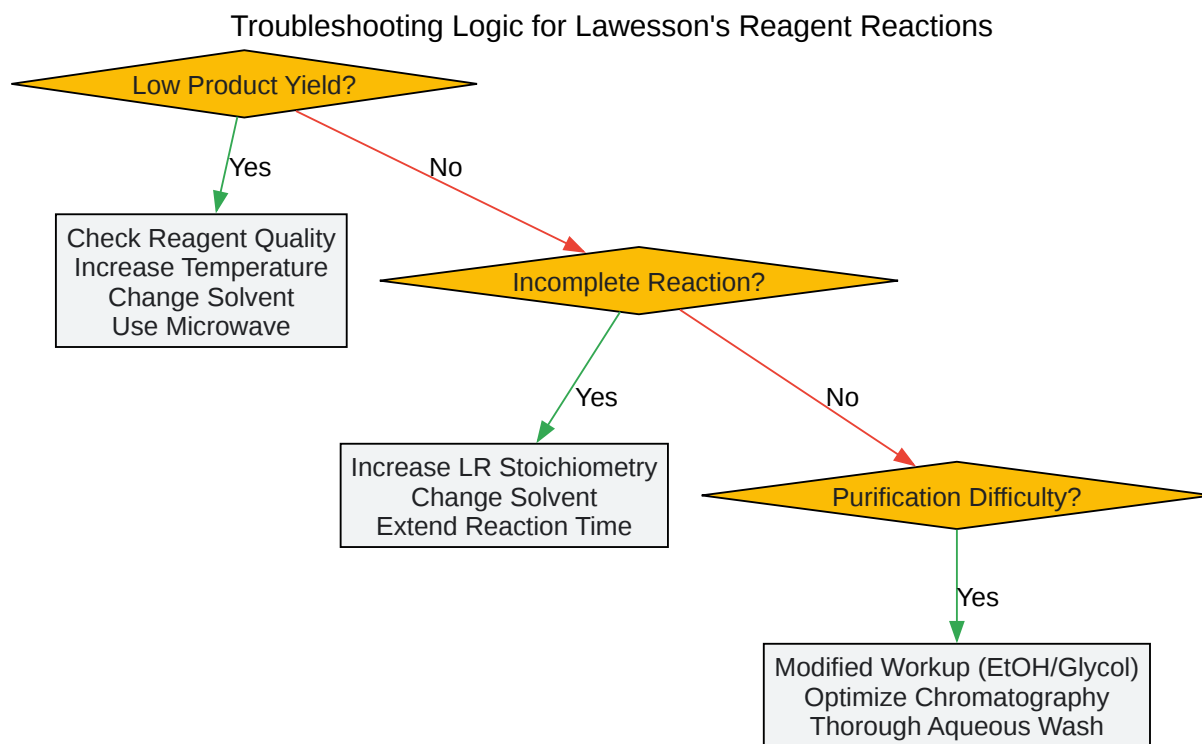 Troubleshooting Logic for Lawesson's Reagent Reactions
Low Product Yield?
Yes
No
Check Reagent Quality
Increase Temperature
Change Solvent
Use Microwave
Incomplete Reaction?
Yes
No
Increase LR Stoichiometry
Change Solvent
Extend Reaction Time
Purification Difficulty?
Yes
Modified Workup (EtOH/Glycol)
Optimize Chromatography
Thorough Aqueous Wash